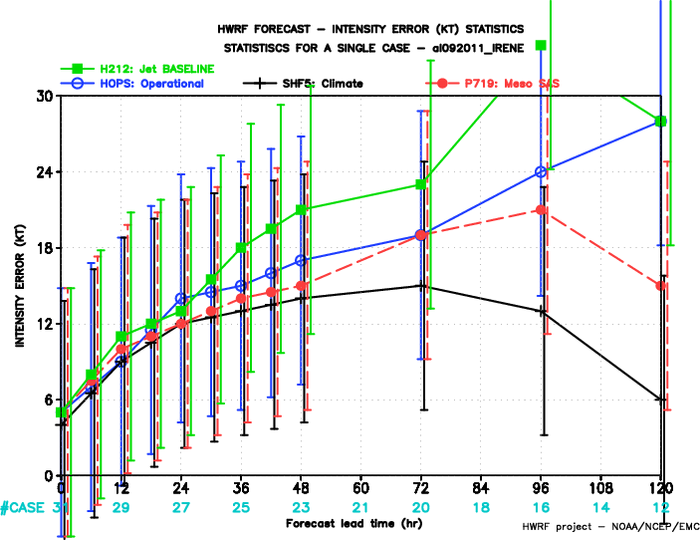 HWRF FORECAST – INTENSITY ERROR (KT) STATISTICS
STATISTISCS FOR A SINGLE CASE – al092011_IRENE
H212: Jet BASELINE
HOPS: Operational SHF5: Climate P719: Meso SAS
30
24
18
12
6
0
INTENSITY ERROR (KT)
0 12 24 36 48 60 72 84 96 108 120
#CASE 31 29 27 25 23 21 20 18 16 14 12
Forecast lead time (hr)
HWRF project – NOAA/NCEP/EMC